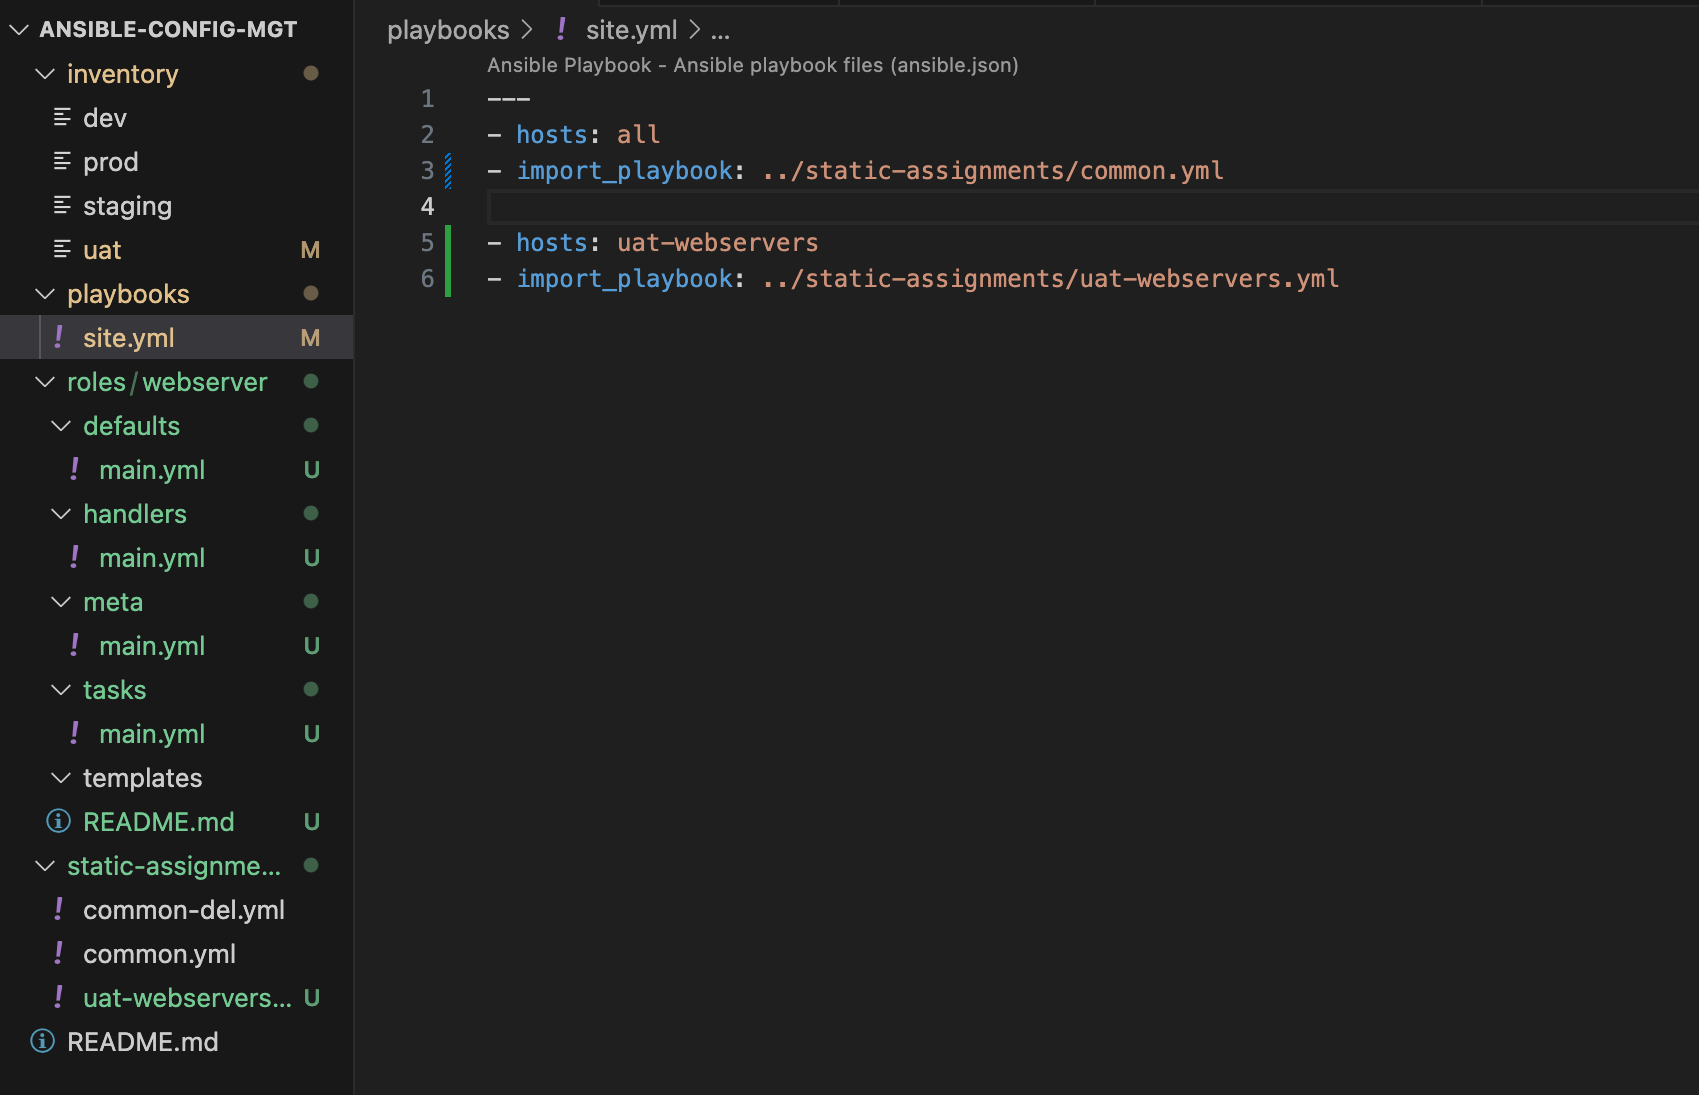 ANSIBLE-CONFIG-MGT
inventory
dev
prod
staging
uat M
playbooks
site.yml M
roles/webserver
defaults
main.yml U
handlers
main.yml U
meta
main.yml U
tasks
main.yml U
templates
README.md U
static-assignme...
common-del.yml
common.yml
uat-webservers... U
README.md
playbooks > ! site.yml > ...
Ansible Playbook - Ansible playbook files (ansible.json)
1 ---
2 - hosts: all
3 - import_playbook: ../static-assignments/common.yml
4
5 - hosts: uat-webservers
6 - import_playbook: ../static-assignments/uat-webservers.yml